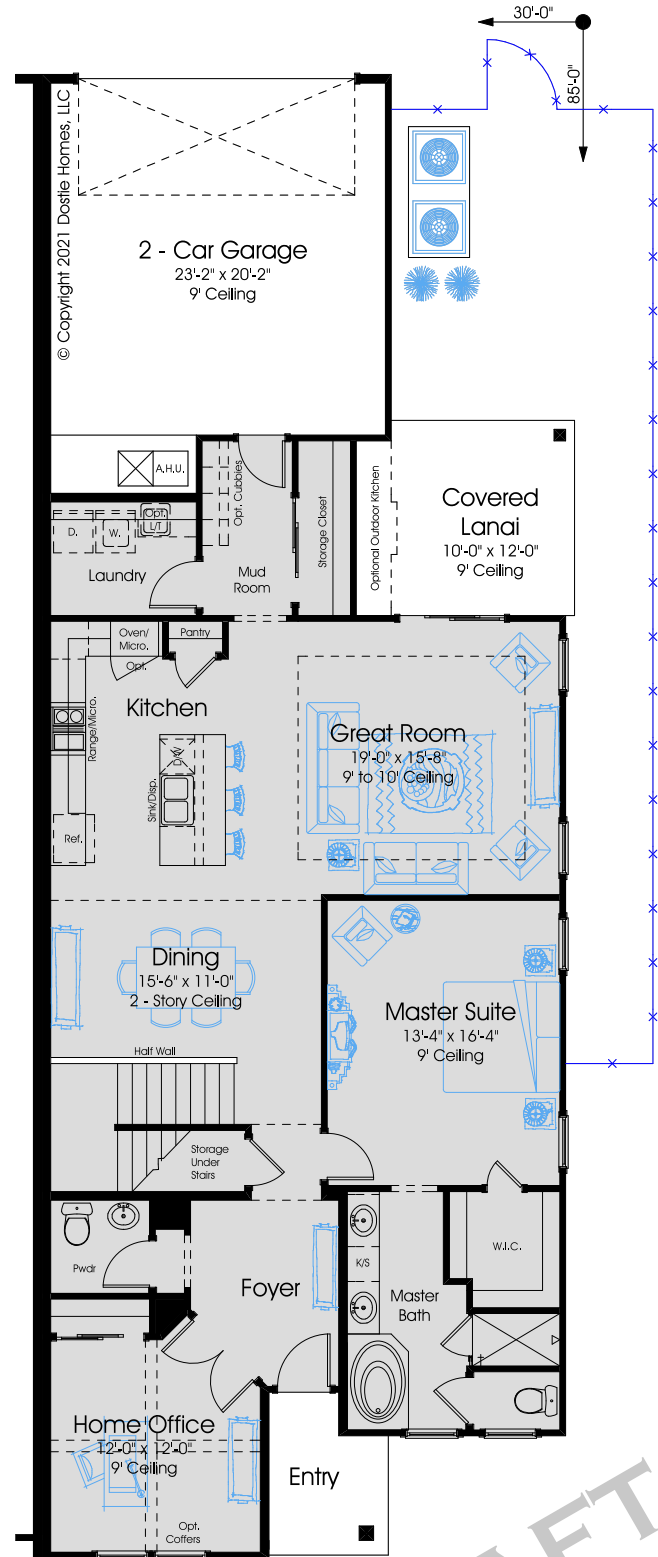 30'-0"
85'-0"
© Copyright 2021 Dostie Homes, LLC
2 - Car Garage
23'-2" x 20'-2"
9' Ceiling
A.H.U.
Opt. Cubbies
Storage Closet
Optional Outdoor Kitchen
Covered
Lanai
10'-0" x 12'-0"
9' Ceiling
D.
W.
Opt.
L/T
Laundry
Mud
Room
Oven/
Micro.
Opt.
Pantry
Kitchen
Range/Micro.
D/W
Sink/Disp.
Ref.
Great Room
19'-0" x 15'-8"
9' to 10' Ceiling
Dining
15'-6" x 11'-0"
2 - Story Ceiling
Half Wall
Master Suite
13'-4" x 16'-4"
9' Ceiling
Storage
Under
Stairs
Pwdr
Foyer
K/S
Master
Bath
W.I.C.
Home Office
12'-0" x 12'-0"
9' Ceiling
Opt.
Coffers
Entry